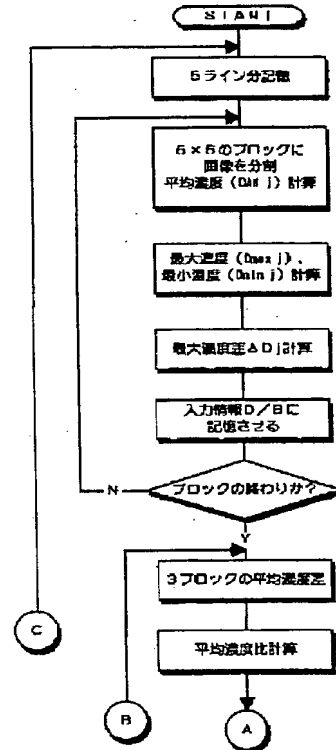 START
5ライン分記憶
5×5のブロックに
画像を分割
平均濃度(DAN j)計算
最大濃度(Dmax j)、
最小濃度(Dmin j)計算
最大濃度差ΔDj計算
入力情報D/Bに
記憶させる
ブロックの終わりか?
N
Y
3ブロックの平均濃度差
平均濃度比計算
C
B
A